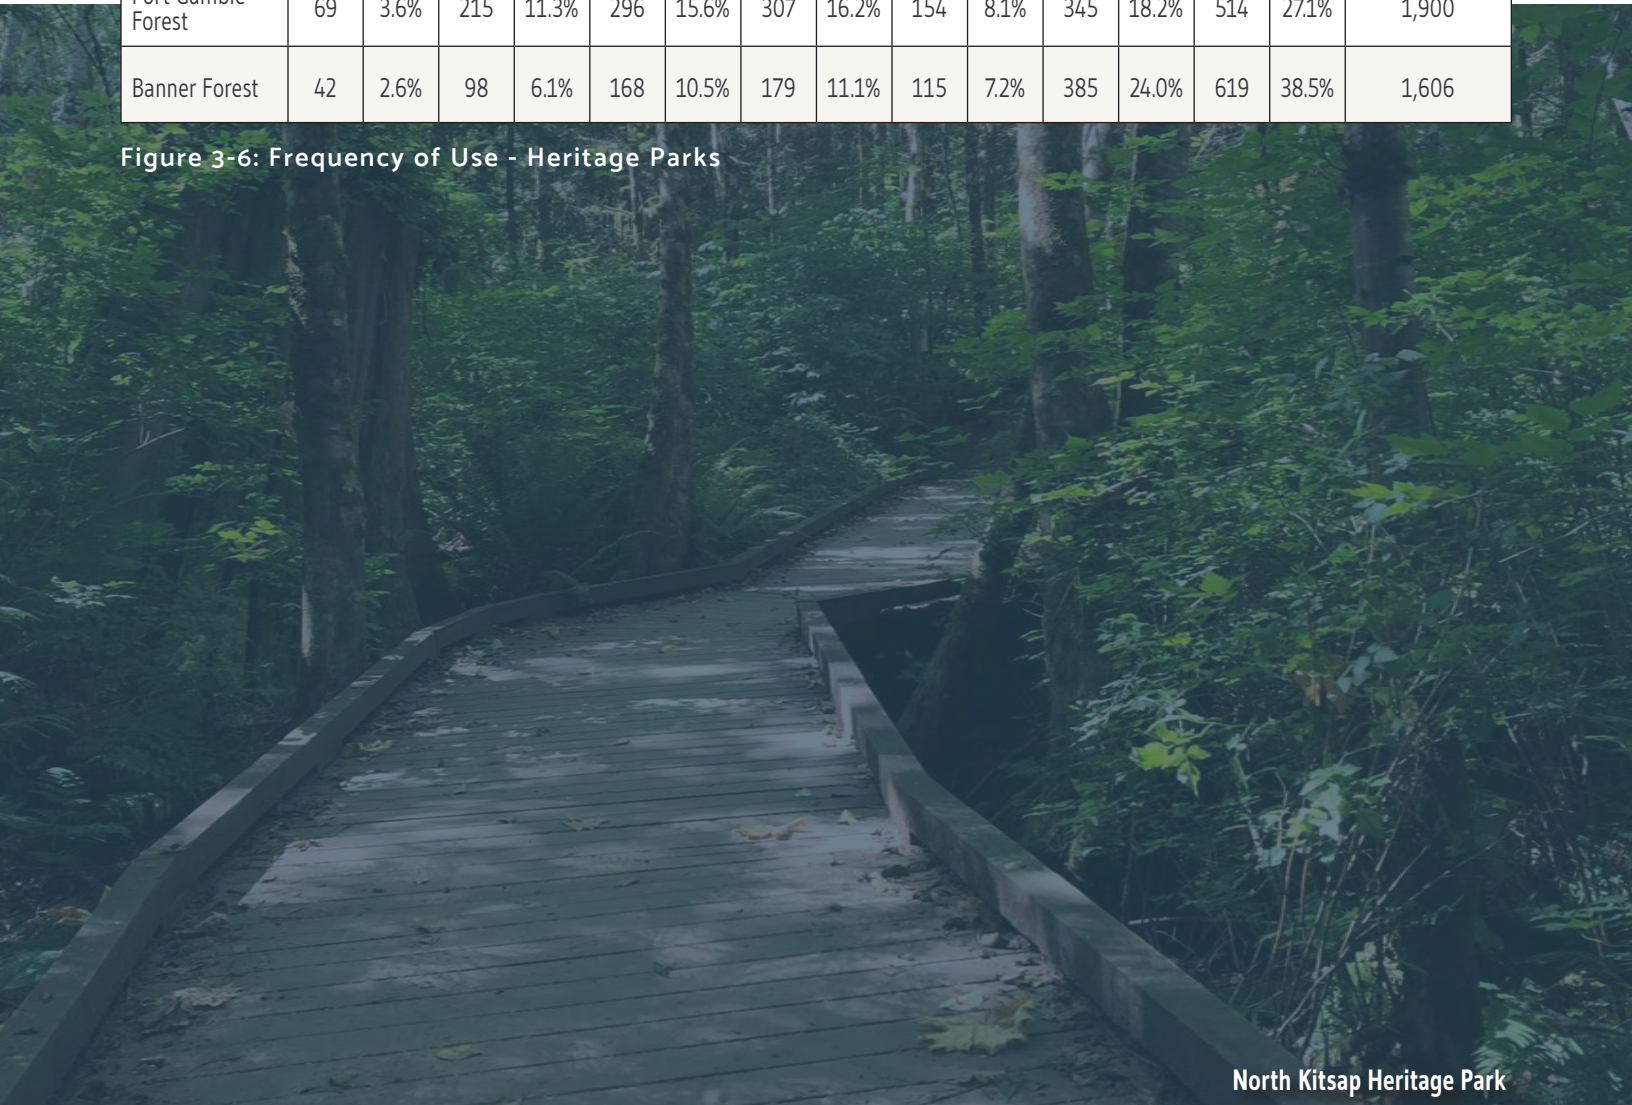 Forest 69 3.6% 215 11.3% 296 15.6% 307 16.2% 154 8.1% 345 18.2% 514 27.1% 1,900
Banner Forest 42 2.6% 98 6.1% 168 10.5% 179 11.1% 115 7.2% 385 24.0% 619 38.5% 1,606
Figure 3-6: Frequency of Use - Heritage Parks
North Kitsap Heritage Park